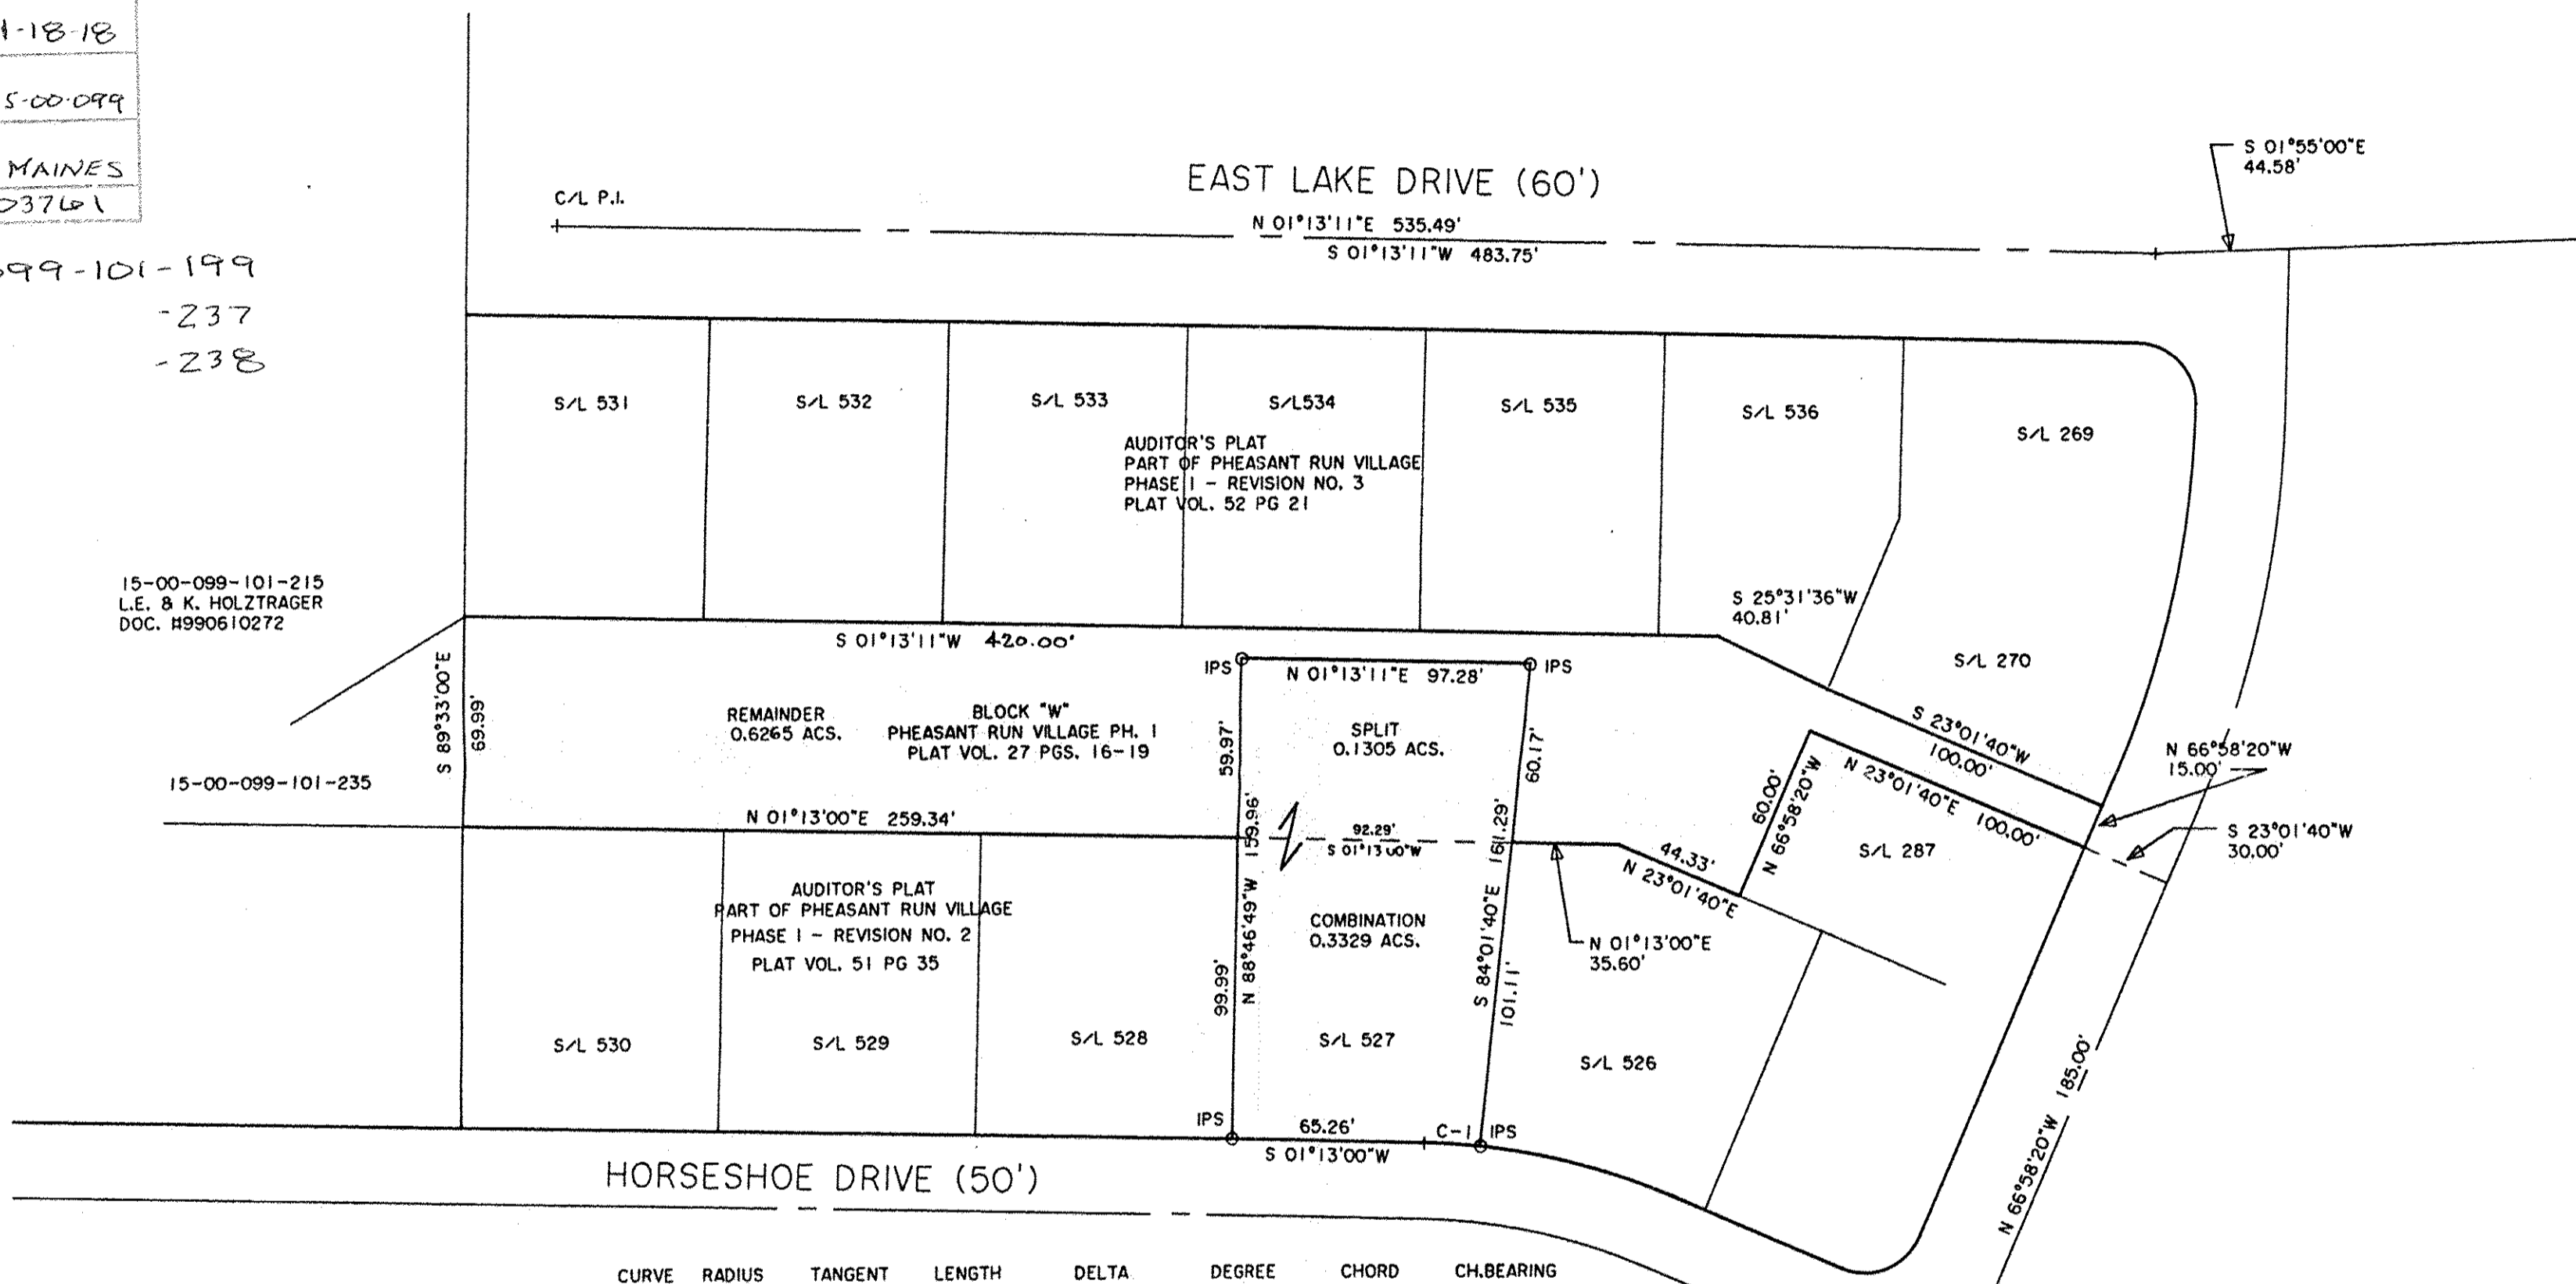 1-18-18
5-00-099
MAINES
03761
099-101-199
-237
-238
C/L P.I.
EAST LAKE DRIVE (60')
N 01°13'11"E 535.49'
S 01°13'11"W 483.75'
S 01°55'00"E
44.58'
S/L 531
S/L 532
S/L 533
S/L534
S/L 535
S/L 536
S/L 269
AUDITOR'S PLAT
PART OF PHEASANT RUN VILLAGE
PHASE I - REVISION NO. 3
PLAT VOL. 52 PG 21
15-00-099-101-215
L.E. & K. HOLZTRAGER
DOC. #990610272
S 25°31'36"W
40.81'
S/L 270
S 01°13'11"W 420.00'
IPS
N 01°13'11"E 97.28'
IPS
S 89°33'00"E
69.99'
REMAINDER
0.6265 ACS.
BLOCK "W"
PHEASANT RUN VILLAGE PH. I
PLAT VOL. 27 PGS. 16-19
59.97'
SPLIT
0.1305 ACS.
60.17'
S 23°01'40"W
100.00'
N 66°58'20"W
15.00'
15-00-099-101-235
N 01°13'00"E 259.34'
92.29'
S 01°13'00"W
60.00'
N 66°58'20"W
N 23°01'40"E 100.00'
S/L 287
S 23°01'40"W
30.00'
44.33'
N 23°01'40"E
N 88°46'49"W 159.96'
99.99'
S 84°01'40"E 161.29'
101.11'
AUDITOR'S PLAT
PART OF PHEASANT RUN VILLAGE
PHASE I - REVISION NO. 2
PLAT VOL. 51 PG 35
COMBINATION
0.3329 ACS.
N 01°13'00"E
35.60'
S/L 530
S/L 529
S/L 528
S/L 527
S/L 526
N 66°58'20"W 185.00'
IPS
65.26'
C-1
IPS
S 01°13'00"W
HORSESHOE DRIVE (50')
CURVE RADIUS TANGENT LENGTH DELTA DEGREE CHORD CH.BEARING